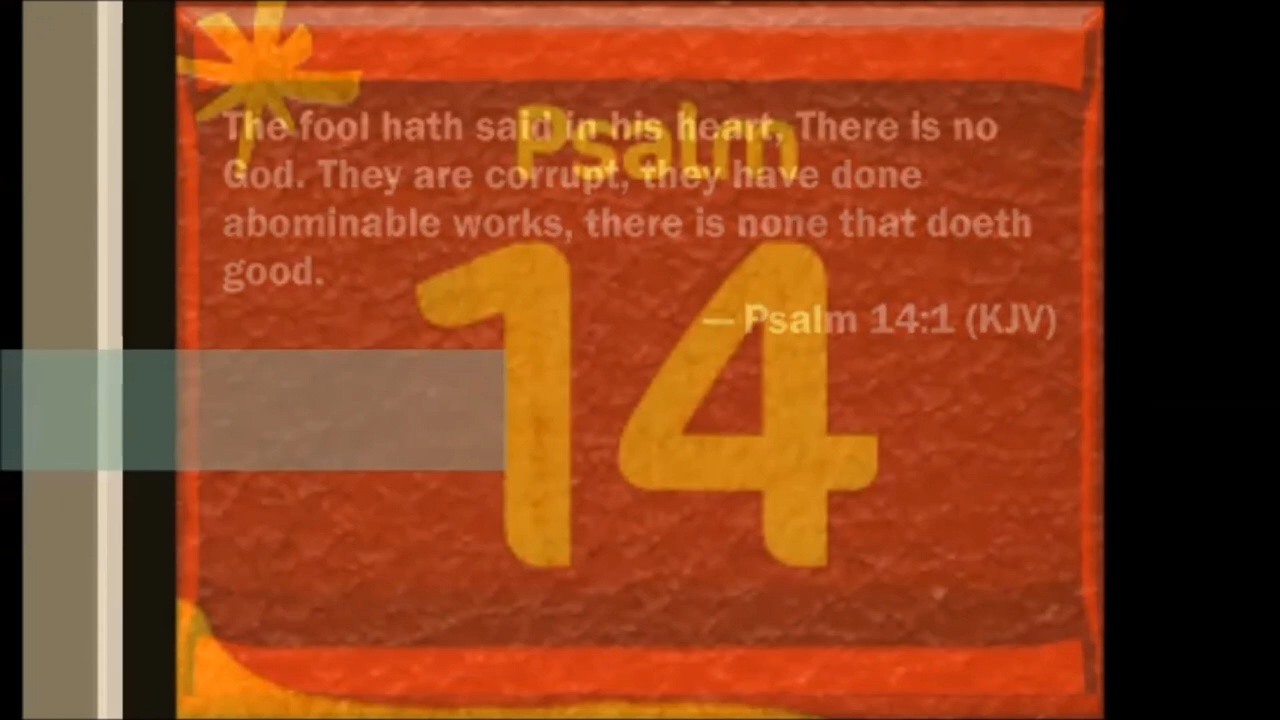 Psalm
14
The fool hath said in his heart, There is no
God. They are corrupt, they have done
abominable works, there is none that doeth
good.
— Psalm 14:1 (KJV)